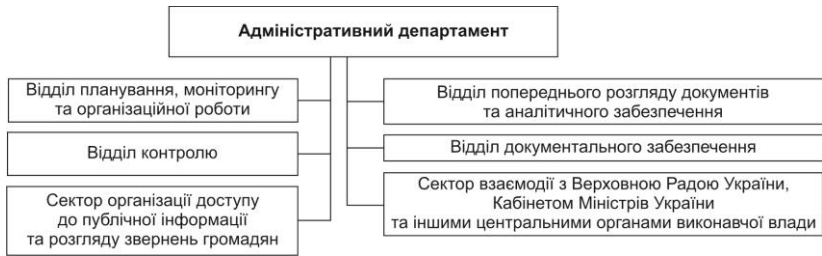 Адміністративний департамент
Відділ планування, моніторингу
та організаційної роботи
Відділ контролю
Сектор організації доступу
до публічної інформації
та розгляду звернень громадян
Відділ попереднього розгляду документів
та аналітичного забезпечення
Відділ документального забезпечення
Сектор взаємодії з Верховною Радою України,
Кабінетом Міністрів України
та іншими центральними органами виконавчої влади